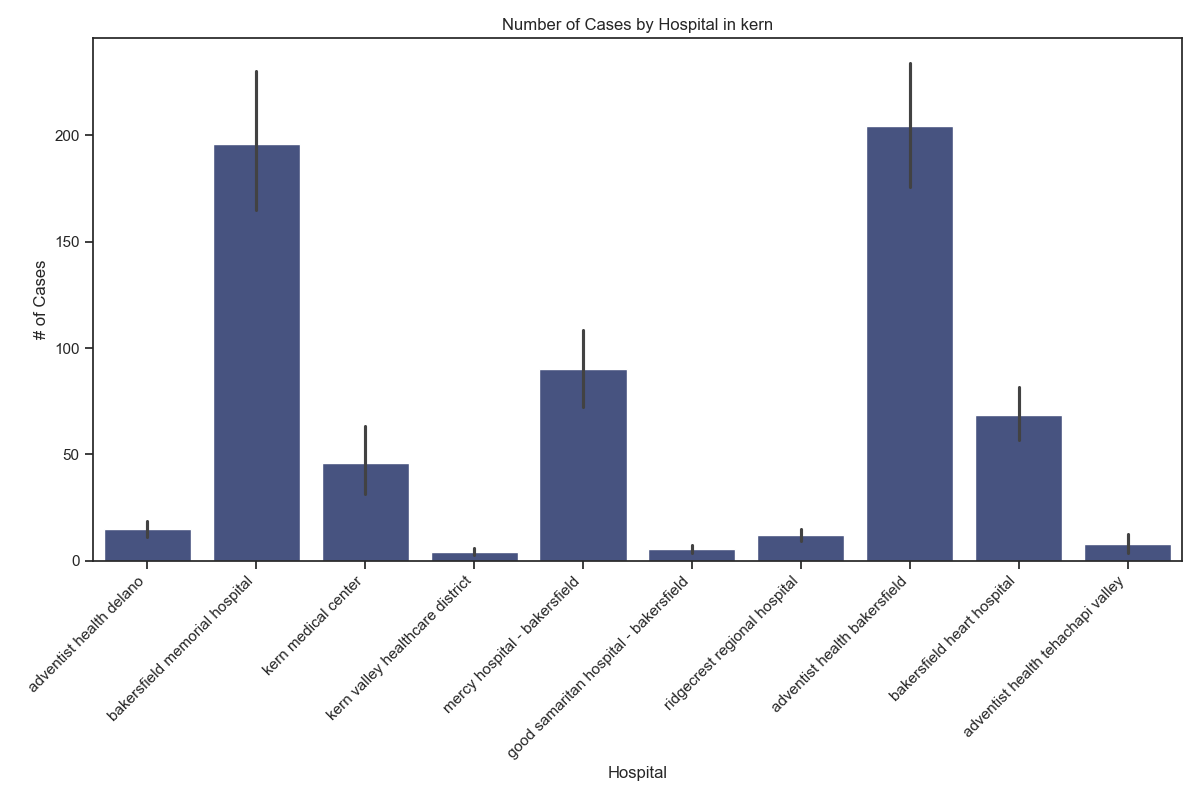 Number of Cases by Hospital in kern
# of Cases
200
150
100
50
0
adventist health delano
bakersfield memorial hospital
kern medical center
kern valley healthcare district
mercy hospital - bakersfield
good samaritan hospital - bakersfield
ridgecrest regional hospital
adventist health bakersfield
bakersfield heart hospital
adventist health tehachapi valley
Hospital